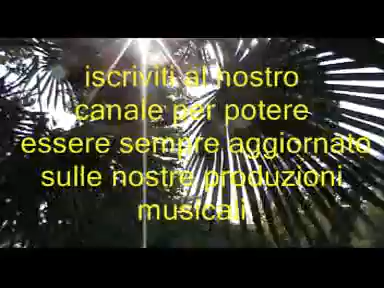 iscriviti al nostro
canale per potere
essere sempre aggiornato
sulle nostre produzioni
musicali